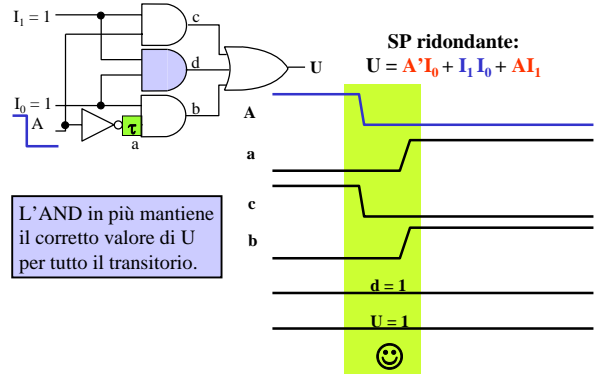 I₁ = 1
c
d
U
I₀ = 1
b
A
τ
a
L'AND in più mantiene
il corretto valore di U
per tutto il transitorio.
SP ridondante:
U = A'I₀ + I₁ I₀ + AI₁
A
a
c
b
d = 1
U = 1